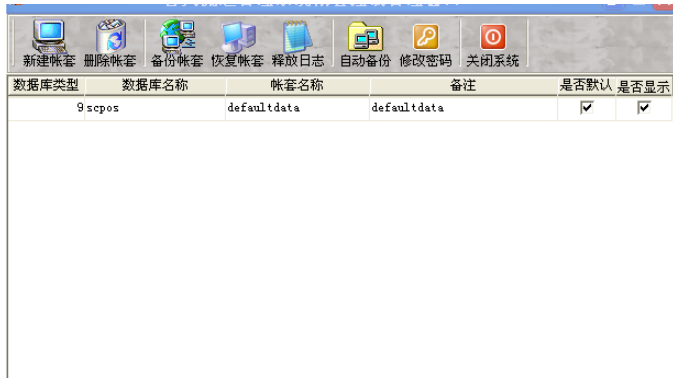 新建帐套 删除帐套 备份帐套 恢复帐套 释放日志 自动备份 修改密码 关闭系统
数据库类型 数据库名称 帐套名称 备注 是否默认 是否显示
9 scpos defaultdata defaultdata